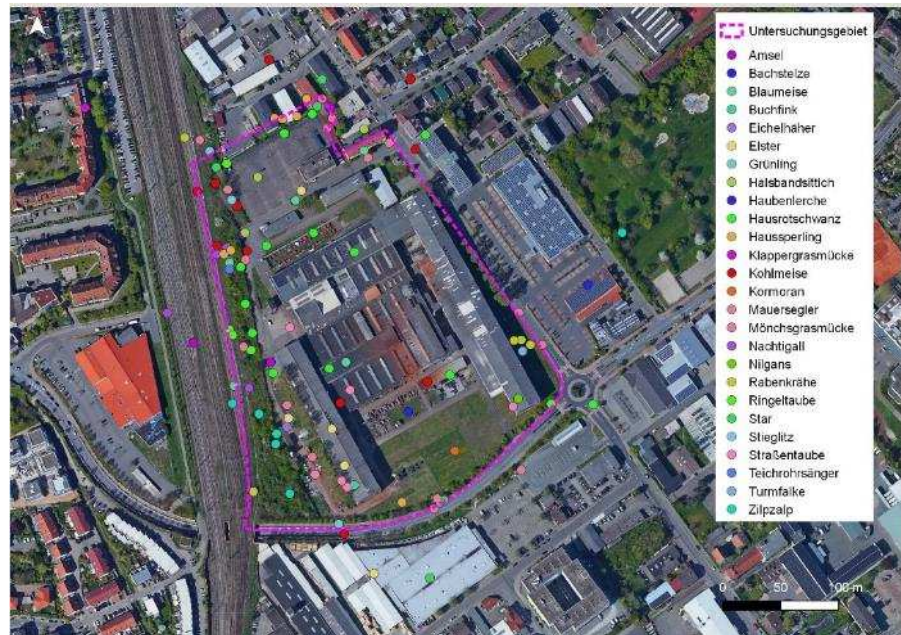 Untersuchungsgebiet
Amsel
Bachstelze
Blaumeise
Buchfink
Eichelhäher
Elster
Grünling
Halsbandsittich
Haubenlerche
Hausrotschwanz
Haussperling
Klappergrasmücke
Kohlmeise
Kormoran
Mauersegler
Mönchsgrasmücke
Nachtigall
Nilgans
Rabenkrähe
Ringeltaube
Star
Stieglitz
Straßentaube
Teichrohrsänger
Turmfalke
Zilpzalp
0 50 100 m